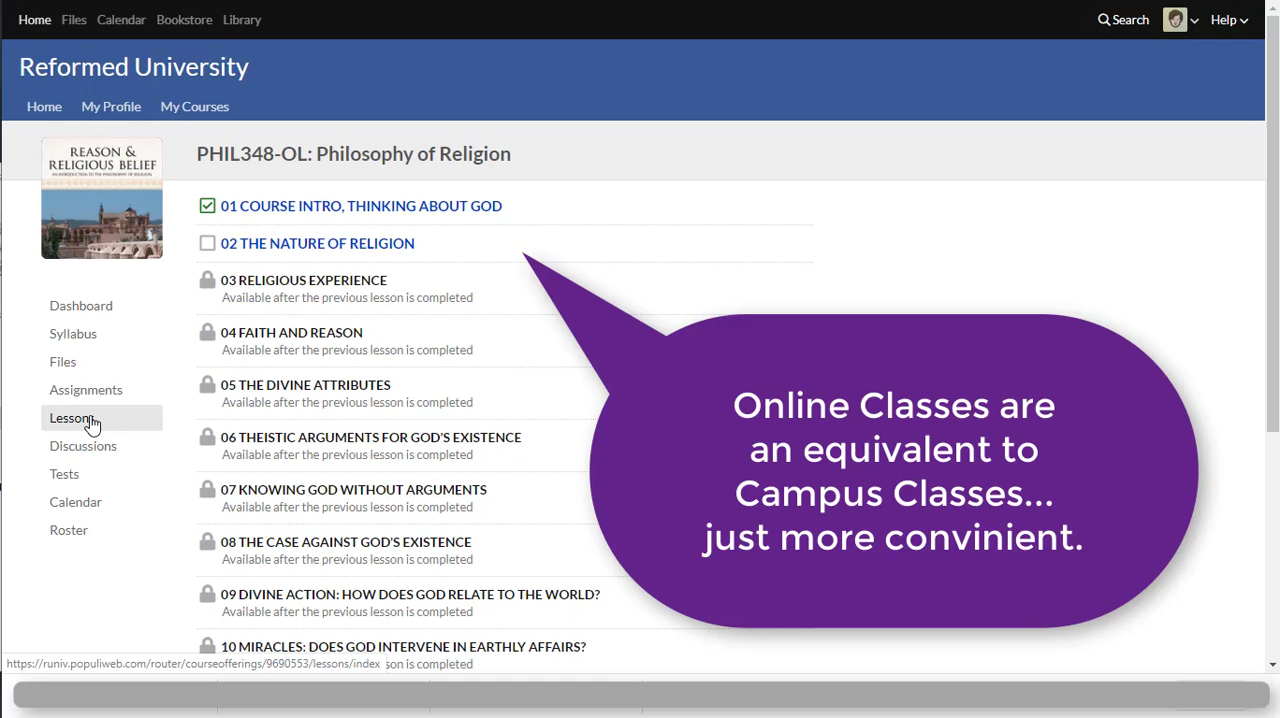 Home Files Calendar Bookstore Library Search Help
Reformed University
Home My Profile My Courses
REASON &
RELIGIOUS BELIEF
AN INTRODUCTION TO THE PHILOSOPHY OF RELIGION
PHIL348-OL: Philosophy of Religion
01 COURSE INTRO, THINKING ABOUT GOD
02 THE NATURE OF RELIGION
03 RELIGIOUS EXPERIENCE
Available after the previous lesson is completed
04 FAITH AND REASON
Available after the previous lesson is completed
05 THE DIVINE ATTRIBUTES
Available after the previous lesson is completed
06 THEISTIC ARGUMENTS FOR GOD'S EXISTENCE
Available after the previous lesson is completed
07 KNOWING GOD WITHOUT ARGUMENTS
Available after the previous lesson is completed
08 THE CASE AGAINST GOD'S EXISTENCE
Available after the previous lesson is completed
09 DIVINE ACTION: HOW DOES GOD RELATE TO THE WORLD?
Available after the previous lesson is completed
10 MIRACLES: DOES GOD INTERVENE IN EARTHLY AFFAIRS?
lesson is completed
Dashboard
Syllabus
Files
Assignments
Lessons
Discussions
Tests
Calendar
Roster
Online Classes are
an equivalent to
Campus Classes...
just more convinient.
https://runiv.populiweb.com/router/courseofferings/9690553/lessons/index